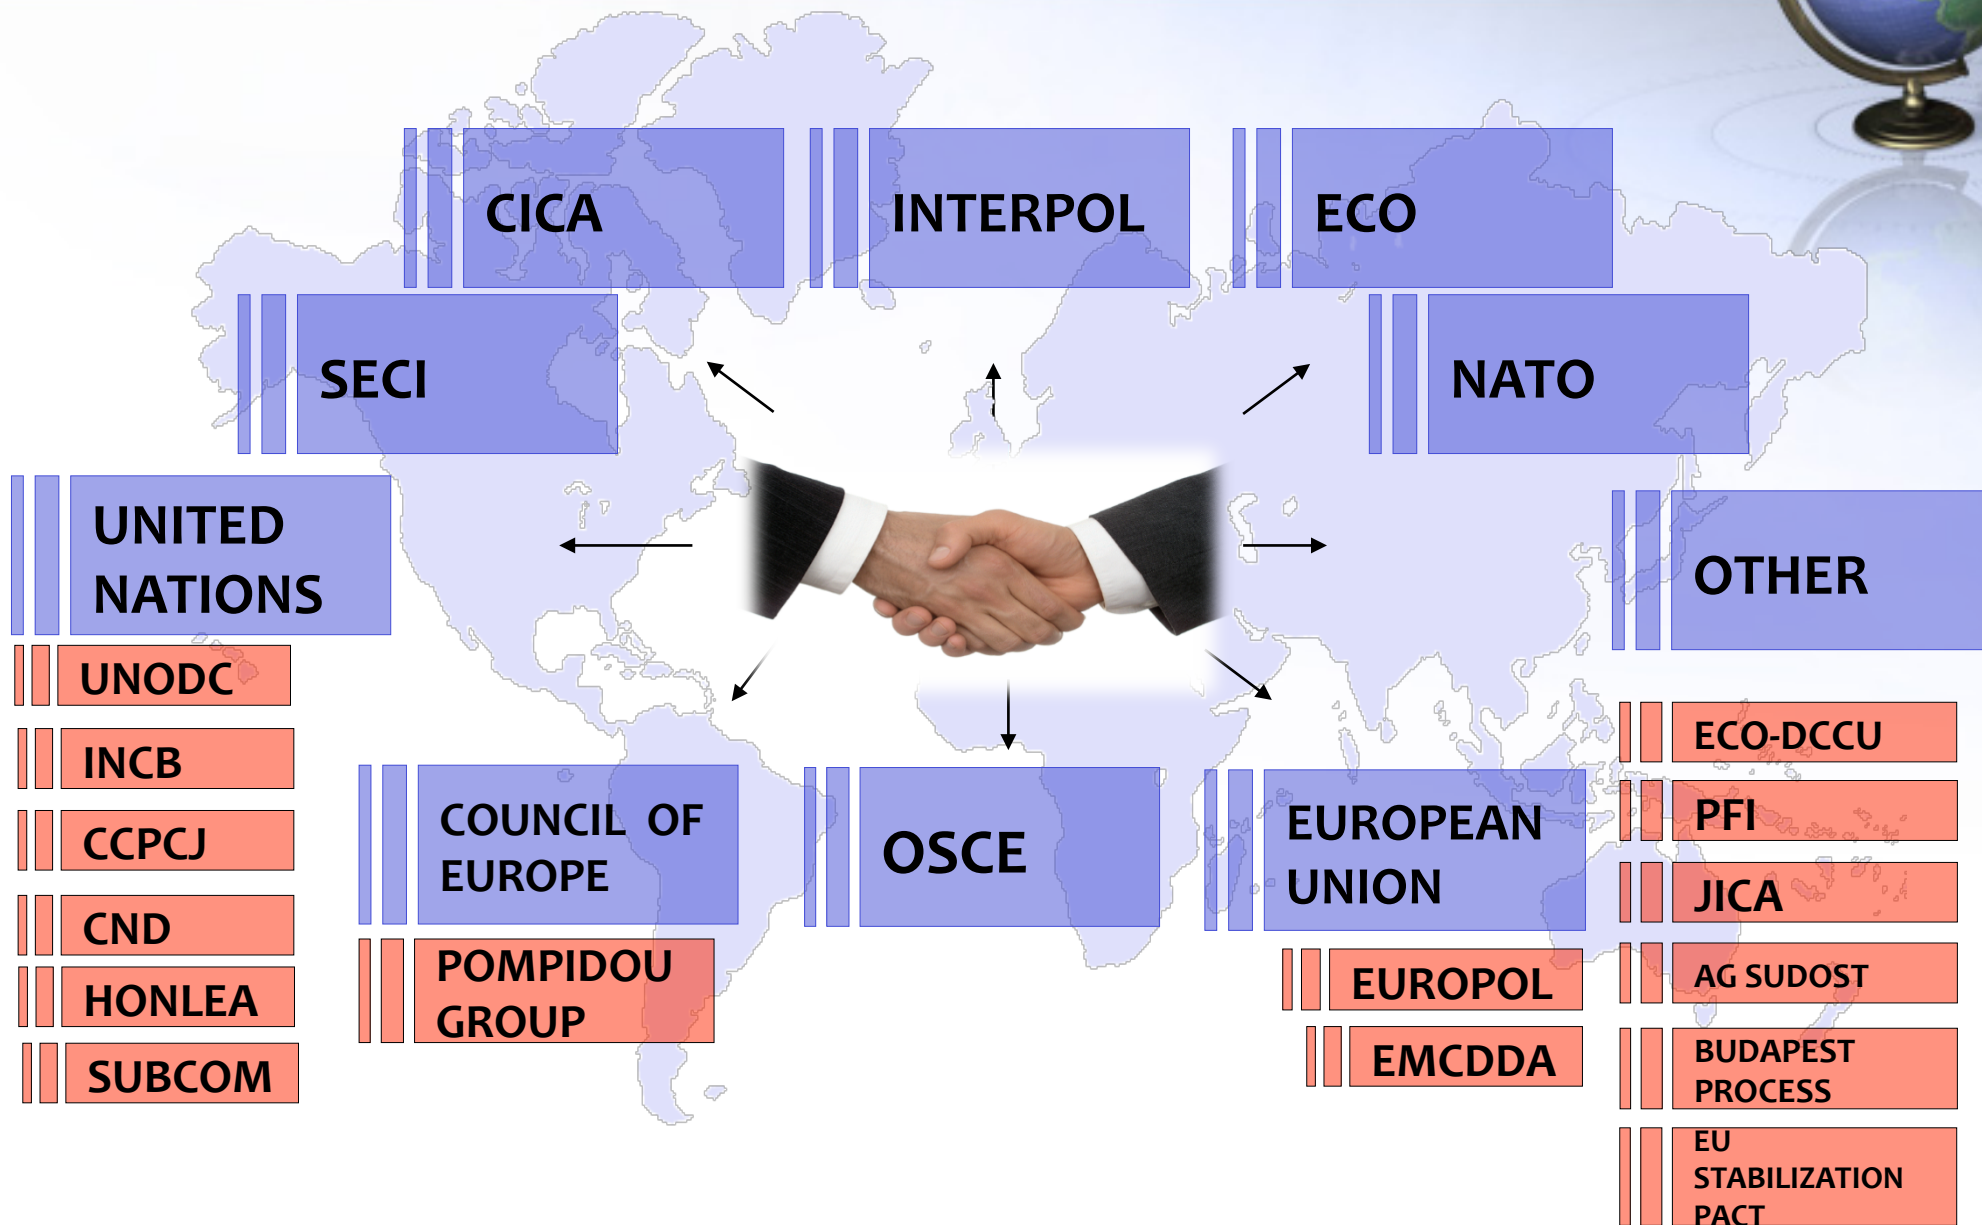 CICA
INTERPOL
ECO
SECI
NATO
UNITED
NATIONS
OTHER
UNODC
INCB
CCPCJ
CND
HONLEA
SUBCOM
COUNCIL OF
EUROPE
POMPIDOU
GROUP
OSCE
EUROPEAN
UNION
EUROPOL
EMCDDA
ECO-DCCU
PFI
JICA
AG SUDOST
BUDAPEST
PROCESS
EU
STABILIZATION
PACT